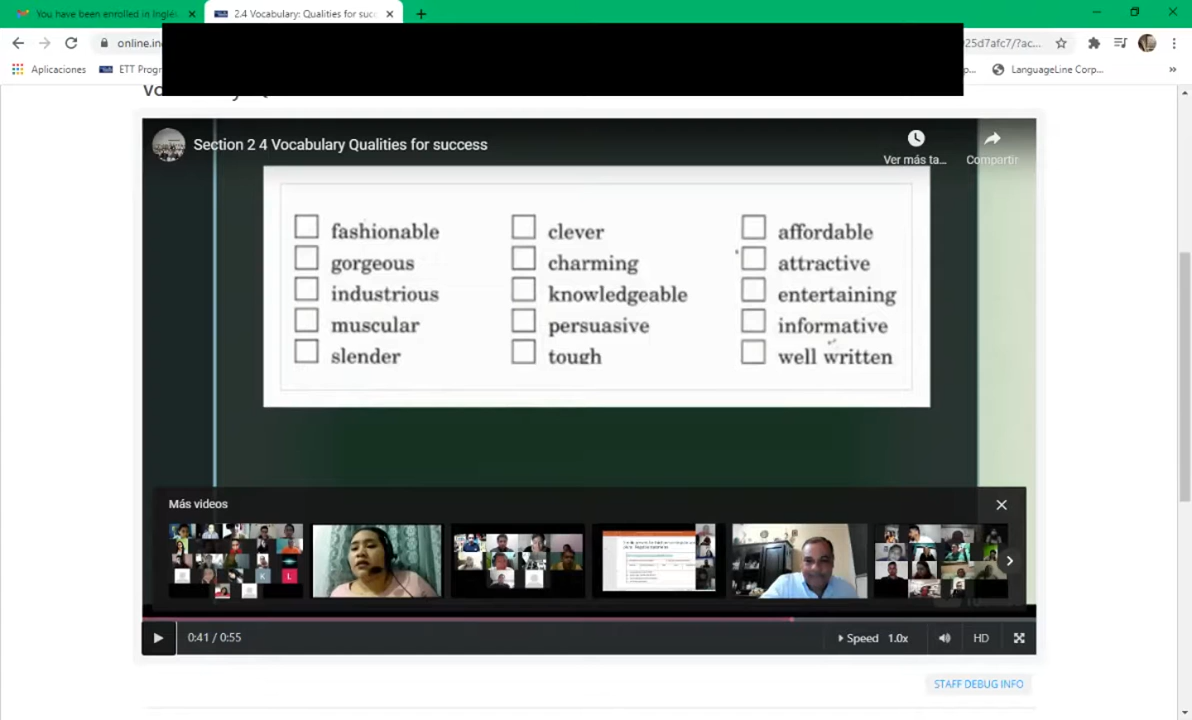 You have been enrolled in Inglé
2.4 Vocabulary: Qualities for suc
online.in
25d7afc7/?ac...
Aplicaciones
ETT Progr
p...
LanguageLine Corp...
»
Section 2 4 Vocabulary Qualities for success
Ver más ta...
Compartir
fashionable clever affordable
gorgeous charming attractive
industrious knowledgeable entertaining
muscular persuasive informative
slender tough well written
Más videos
0:41 / 0:55
Speed 1.0x
HD
STAFF DEBUG INFO